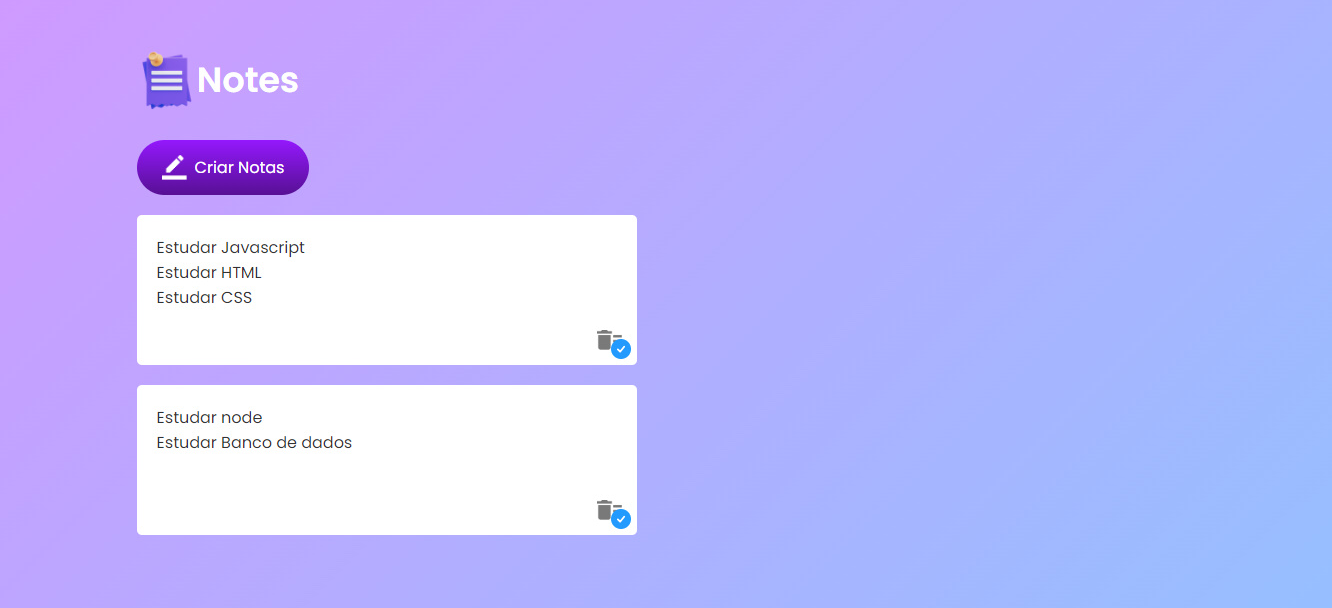 Notes
Criar Notas
Estudar Javascript
Estudar HTML
Estudar CSS
Estudar node
Estudar Banco de dados